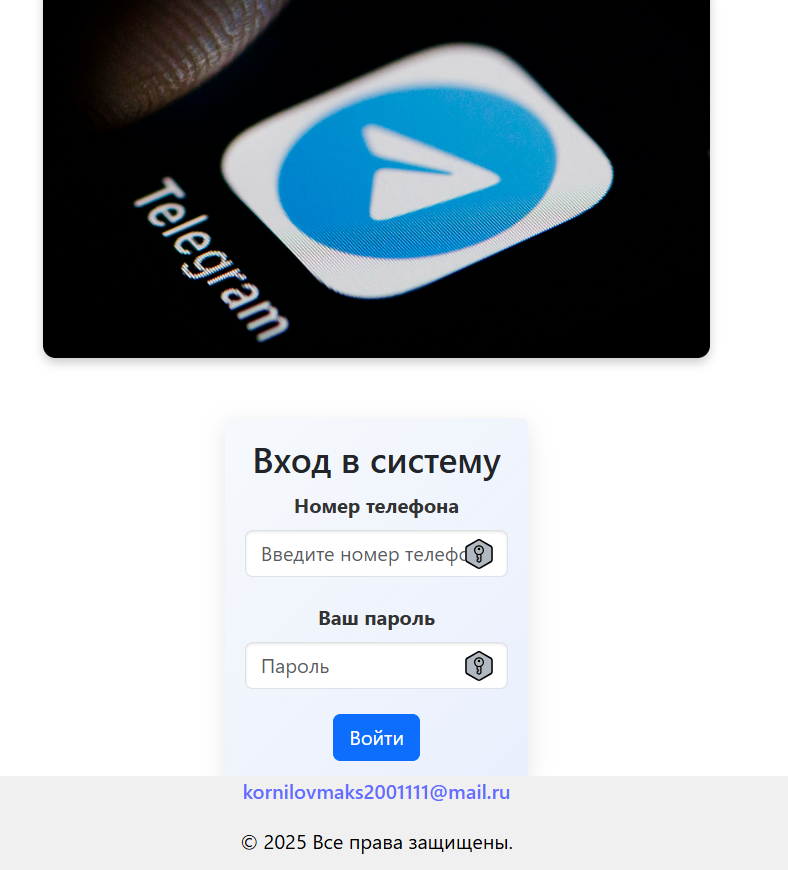 Telegram
Вход в систему
Номер телефона
Введите номер телефо
Ваш пароль
Пароль
Войти
kornilovmaks2001111@mail.ru
© 2025 Все права защищены.